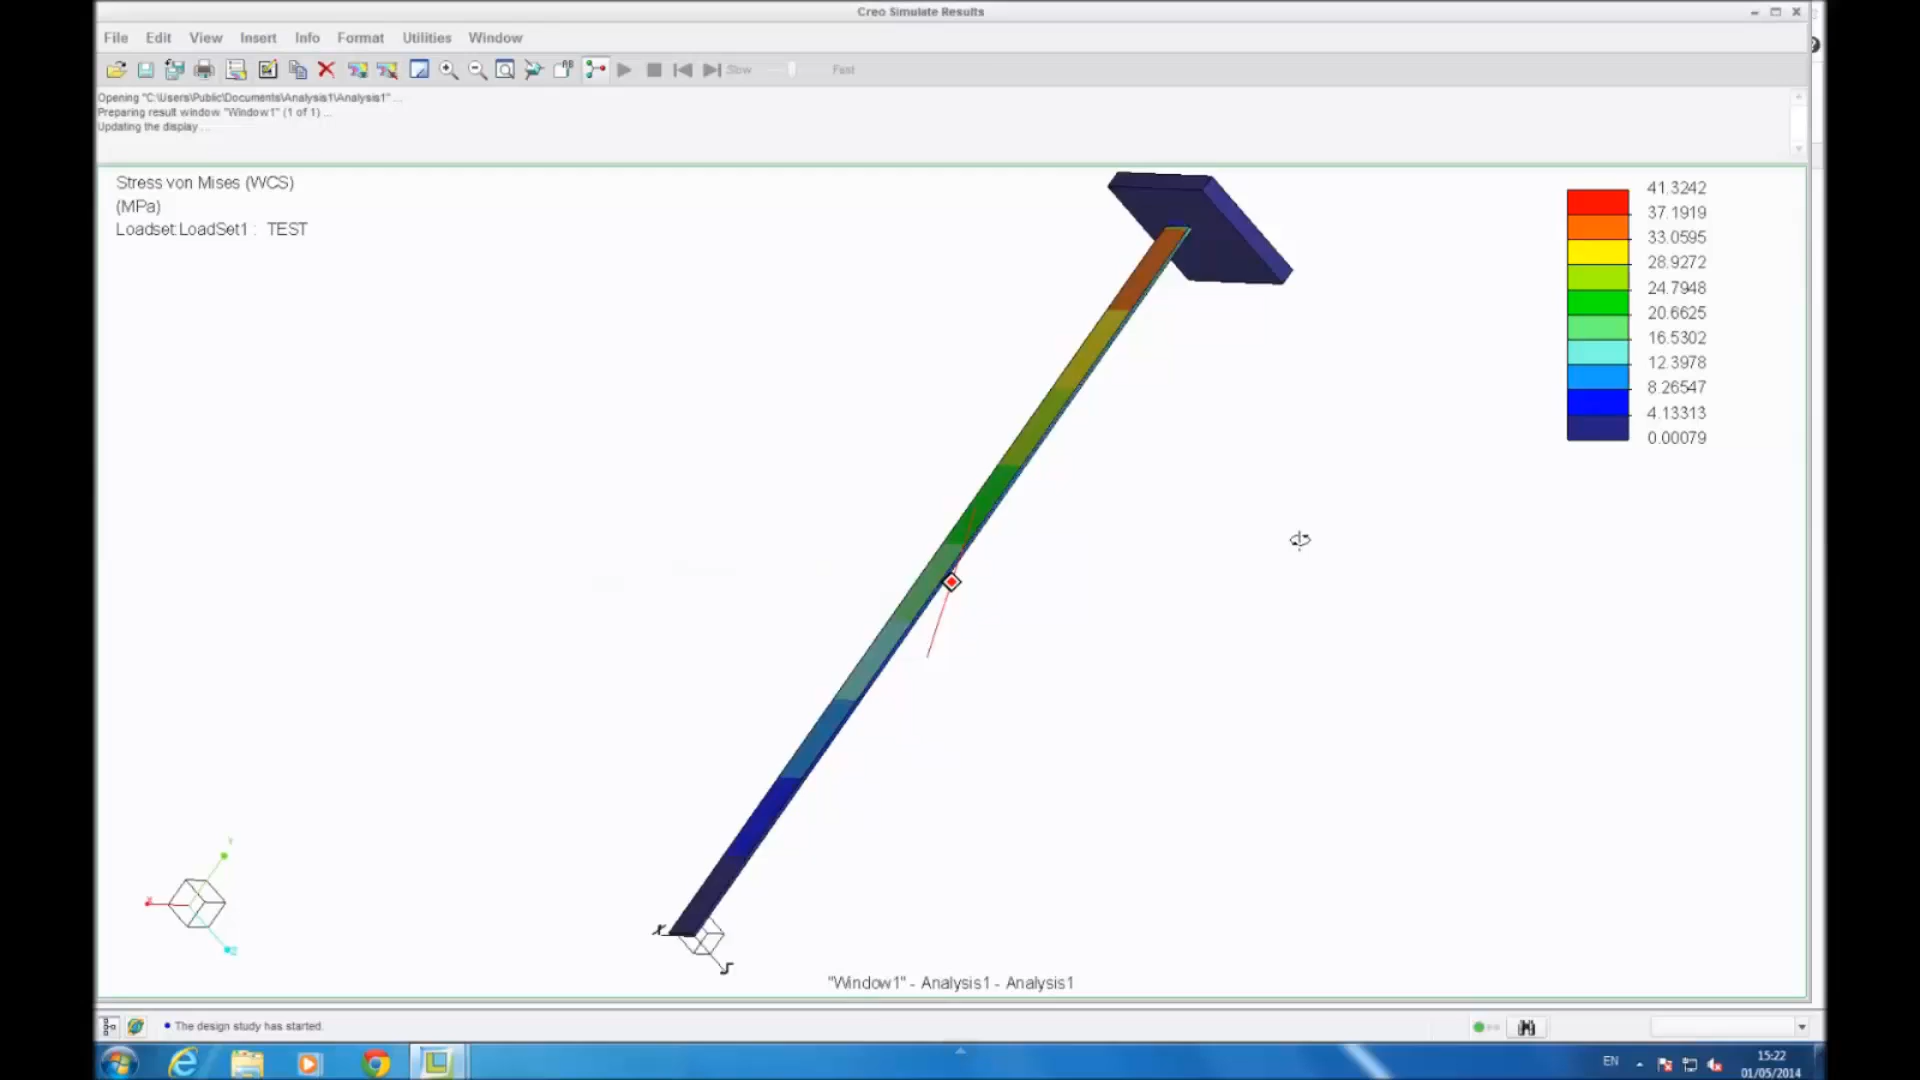 Creo Simulate Results
File Edit View Insert Info Format Utilities Window
Slow Fast
Opening "C:\Users\Public\Documents\Analysis1\Analysis1" ...
Preparing result window "Window1" (1 of 1) ...
Updating the display ...
Stress von Mises (WCS)
(MPa)
Loadset:LoadSet1 : TEST
41.3242
37.1919
33.0595
28.9272
24.7948
20.6625
16.5302
12.3978
8.26547
4.13313
0.00079
Y
X
Z
X
"Window1" - Analysis1 - Analysis1
The design study has started.
EN
15:22
01/05/2014